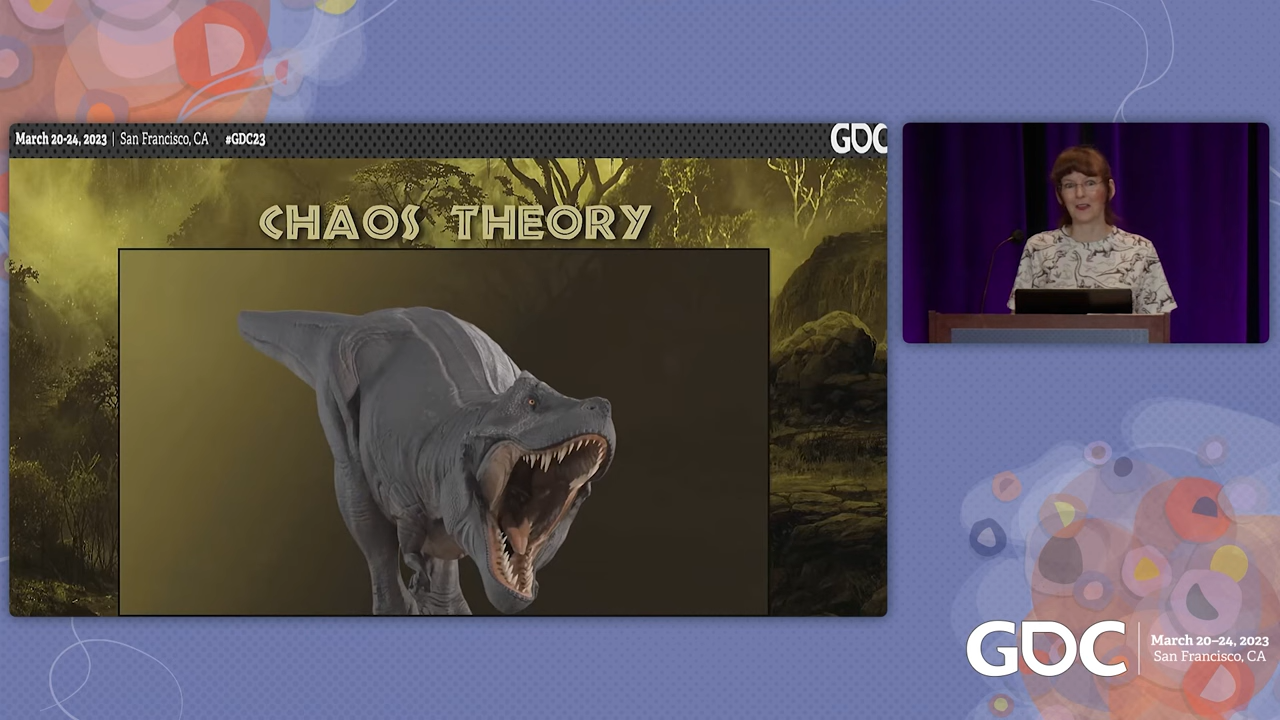 March 20-24, 2023 | San Francisco, CA #GDC23
GDC
CHAOS THEORY
GDC
March 20–24, 2023
San Francisco, CA